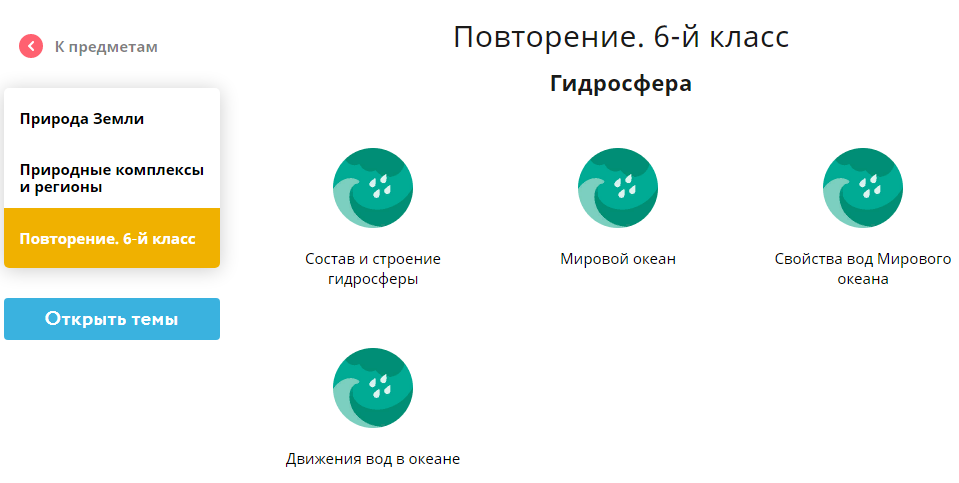 К предметам
Природа Земли
Природные комплексы
и регионы
Повторение. 6-й класс
Открыть темы
Повторение. 6-й класс
Гидросфера
Состав и строение
гидросферы
Мировой океан
Свойства вод Мирового
океана
Движения вод в океане